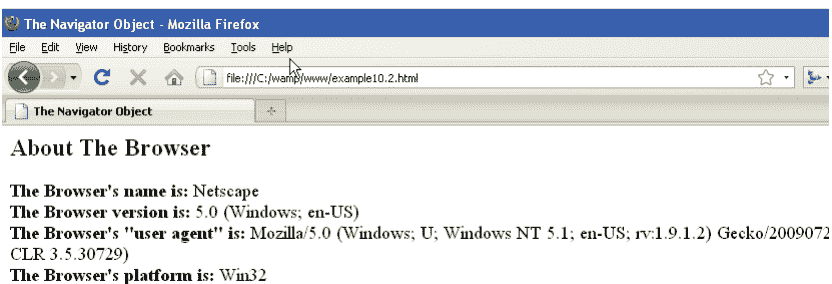 The Navigator Object - Mozilla Firefox
File Edit View History Bookmarks Tools Help
file:///C:/wamp/www/example10.2.html
The Navigator Object
About The Browser
The Browser's name is: Netscape
The Browser version is: 5.0 (Windows; en-US)
The Browser's "user agent" is: Mozilla/5.0 (Windows; U; Windows NT 5.1; en-US; rv:1.9.1.2) Gecko/2009072
CLR 3.5.30729)
The Browser's platform is: Win32